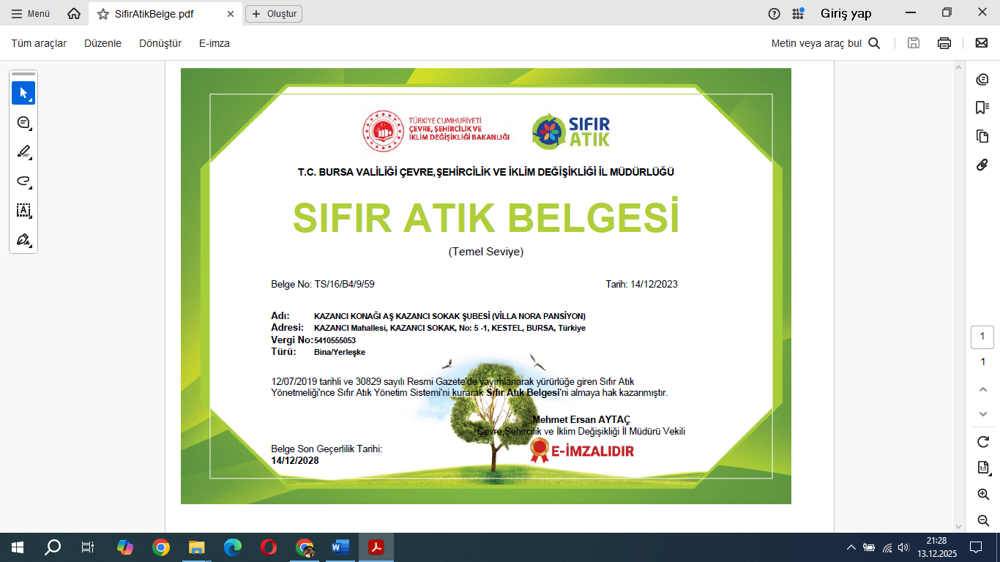 Menü
SifirAtikBelge.pdf
Oluştur
Giriş yap
Tüm araçlar
Düzenle
Dönüştür
E-imza
Metin veya araç bul
TÜRKİYE CUMHURİYETİ
ÇEVRE, ŞEHİRCİLİK VE
İKLİM DEĞİŞİKLİĞİ BAKANLIĞI
SIFIR
ATIK
T.C. BURSA VALİLİĞİ ÇEVRE,ŞEHİRCİLİK VE İKLİM DEĞİŞİKLİĞİ İL MÜDÜRLÜĞÜ
SIFIR ATIK BELGESİ
(Temel Seviye)
Belge No: TS/16/B4/9/59
Tarih: 14/12/2023
Adı: KAZANCI KONAĞI AŞ KAZANCI SOKAK ŞUBESİ (VİLLA NORA PANSİYON)
Adresi: KAZANCI Mahallesi, KAZANCI SOKAK, No: 5 -1, KESTEL, BURSA, Türkiye
Vergi No: 5410555053
Türü: Bina/Yerleşke
12/07/2019 tarihli ve 30829 sayılı Resmi Gazete'de yayımlanarak yürürlüğe giren Sıfır Atık
Yönetmeliği'nce Sıfır Atık Yönetim Sistemi'ni kurarak Sıfır Atık Belgesi'ni almaya hak kazanmıştır.
Mehmet Ersan AYTAÇ
Çevre,Şehircilik ve İklim Değişikliği İl Müdürü Vekili
E-İMZALIDIR
Belge Son Geçerlilik Tarihi:
14/12/2028
1
1
1:1
21:28
13.12.2025